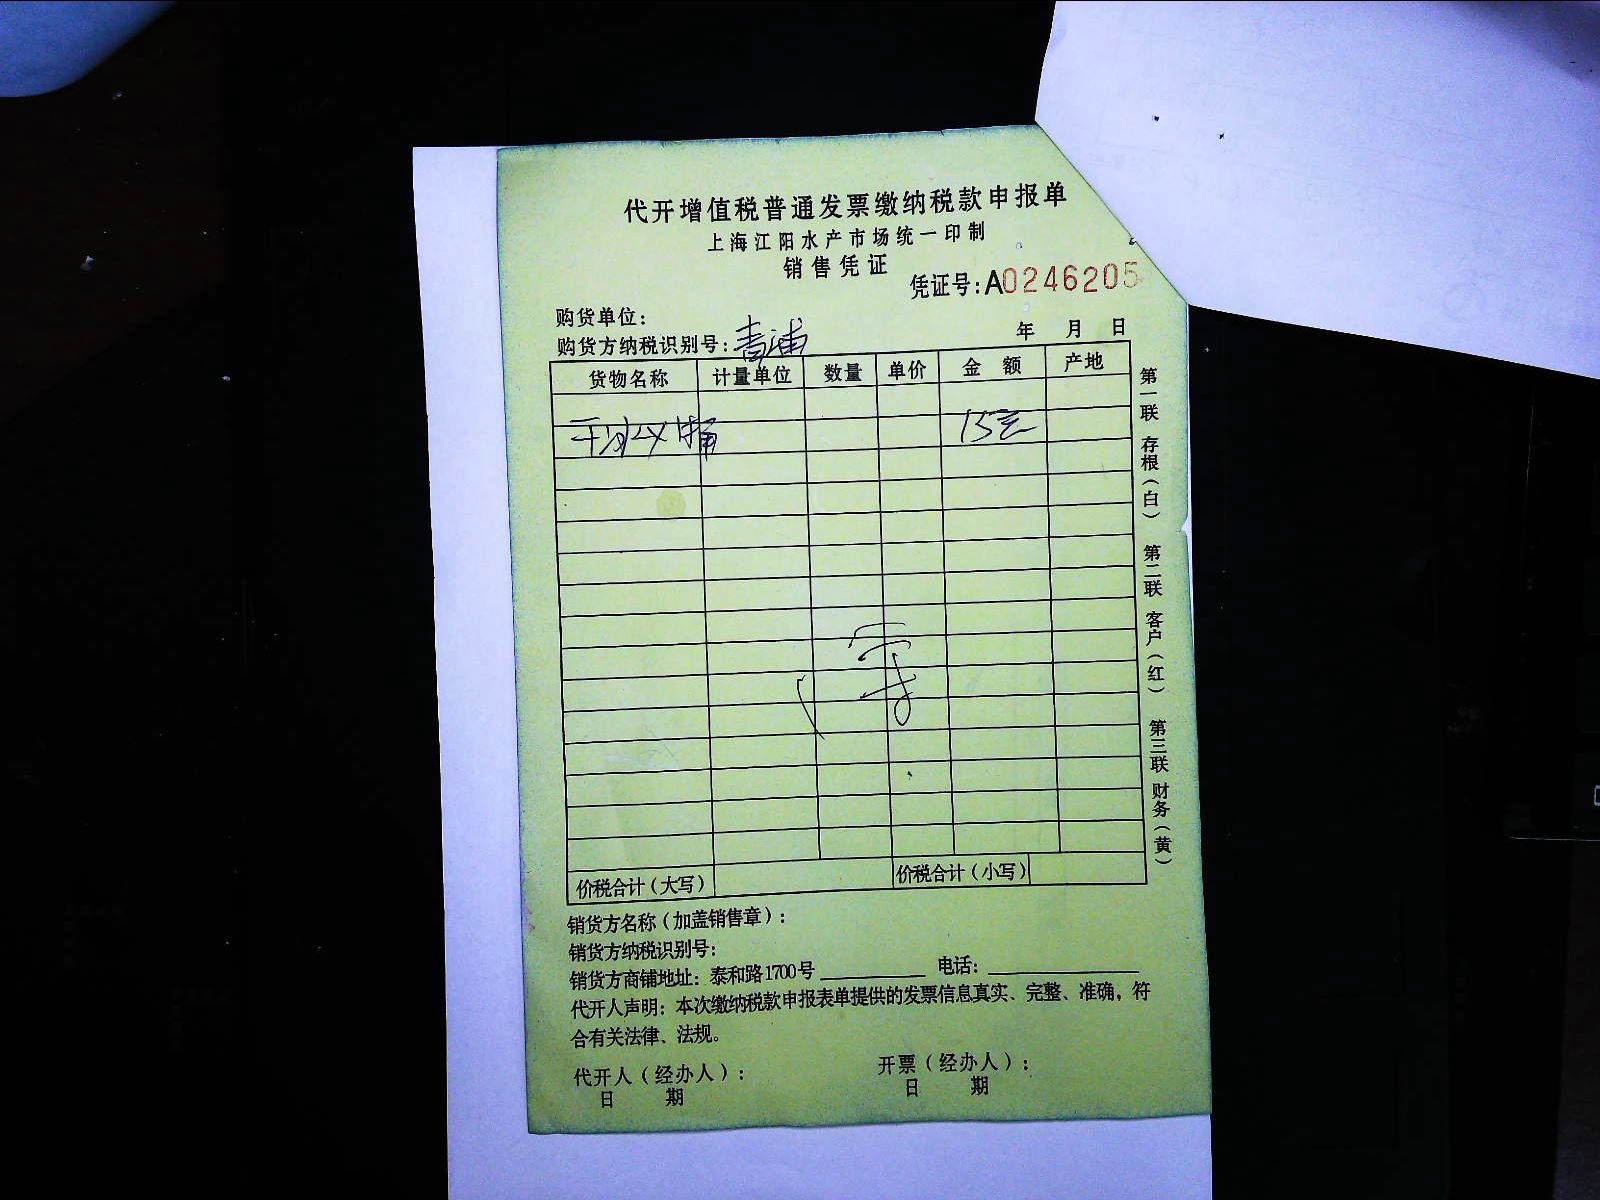 代开增值税普通发票缴纳税款申报单
上海江阳水产市场统一印制
销售凭证
凭证号:A0246205
购货单位:
年 月 日
购货方纳税识别号:青浦
货物名称 计量单位 数量 单价 金 额 产地
15元
价税合计(大写) 价税合计(小写)
销货方名称(加盖销售章):
销货方纳税识别号:
销货方商铺地址: 泰和路1700号 电话:
代开人声明: 本次缴纳税款申报表单提供的发票信息真实、完整、准确,符
合有关法律、法规。
代开人(经办人): 开票(经办人):
日 期 日 期
第一联 存根(白) 第二联 客户(红) 第三联 财务(黄)